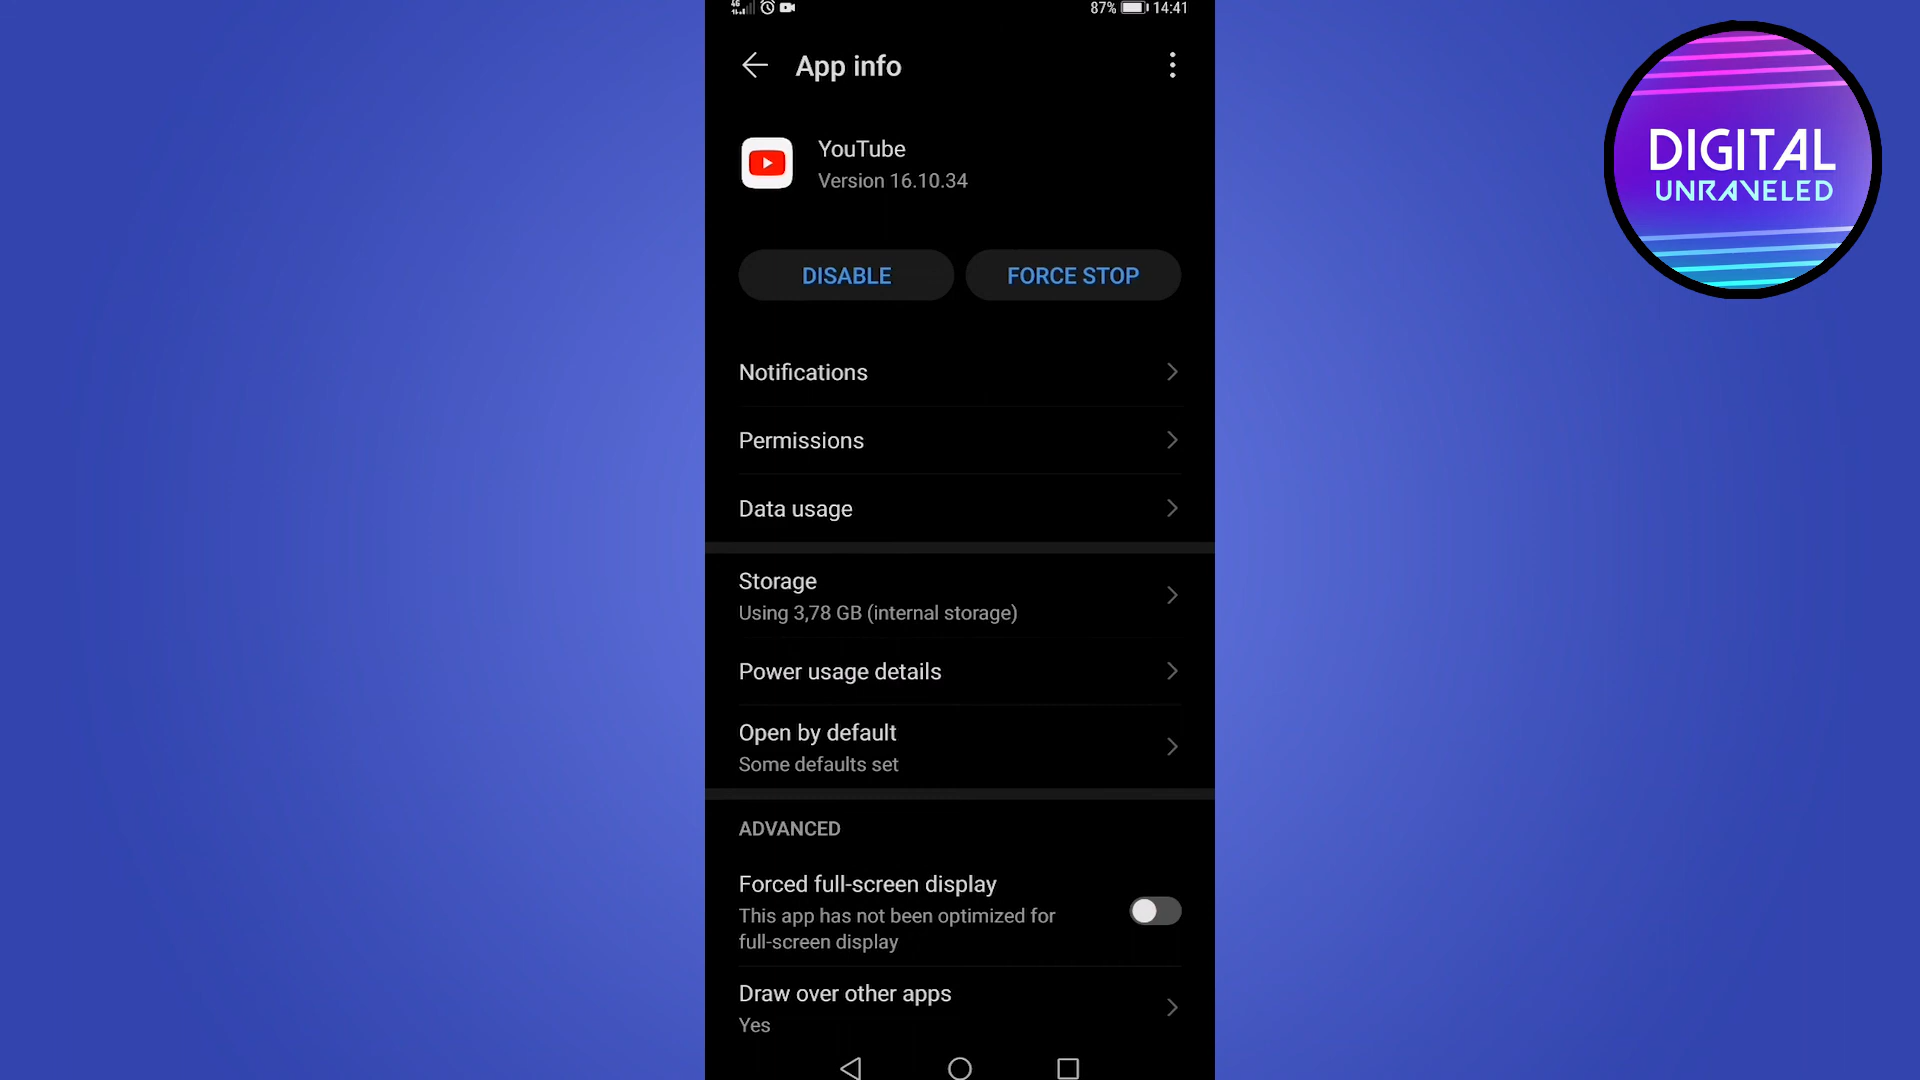 4G
87% 14:41
App info
YouTube
Version 16.10.34
DISABLE
FORCE STOP
Notifications
Permissions
Data usage
Storage
Using 3,78 GB (internal storage)
Power usage details
Open by default
Some defaults set
ADVANCED
Forced full-screen display
This app has not been optimized for
full-screen display
Draw over other apps
Yes
DIGITAL
UNRAVELED